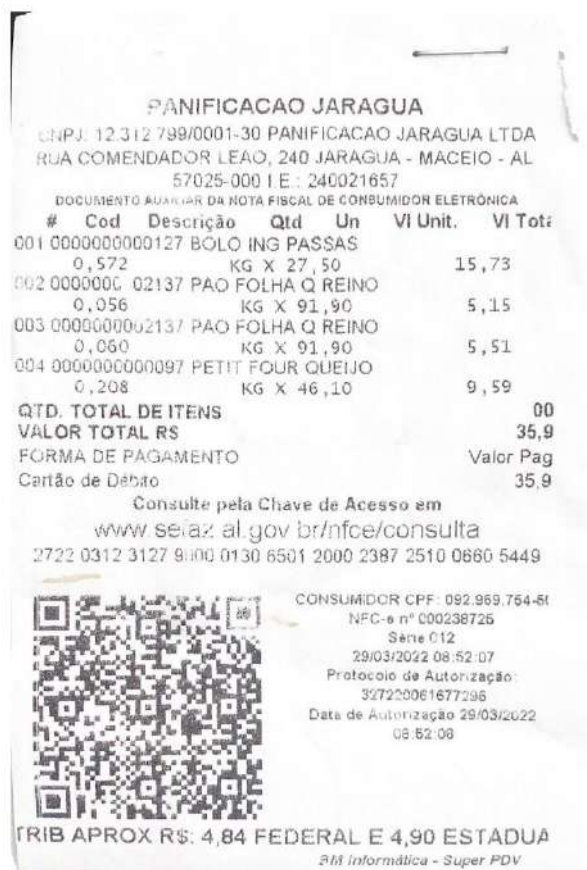 PANIFICACAO JARAGUA
CNPJ: 12.312.799/0001-30 PANIFICACAO JARAGUA LTDA
RUA COMENDADOR LEAO, 240 JARAGUA - MACEIO - AL
57025-000 I.E.: 240021657
DOCUMENTO AUXILIAR DA NOTA FISCAL DE CONSUMIDOR ELETRÔNICA
# Cod Descrição Qtd Un Vl Unit. Vl Tota
001 0000000000127 BOLO ING PASSAS
0,572 KG X 27,50 15,73
002 0000000002137 PAO FOLHA Q REINO
0,056 KG X 91,90 5,15
003 0000000002137 PAO FOLHA Q REINO
0,060 KG X 91,90 5,51
004 0000000000097 PETIT FOUR QUEIJO
0,208 KG X 46,10 9,59
QTD. TOTAL DE ITENS 00
VALOR TOTAL R$ 35,9
FORMA DE PAGAMENTO Valor Pag
Cartão de Débito 35,9
Consulte pela Chave de Acesso em
www.sefaz.al.gov.br/nfce/consulta
2722 0312 3127 9900 0130 6501 2000 2387 2510 0660 5449
CONSUMIDOR CPF: 092.969.754-
NFC-e nº 000238725
Série 012
29/03/2022 08:52:07
Protocolo de Autorização:
327220061677296
Data de Autorização 29/03/2022
08:52:08
TRIB APROX R$: 4,84 FEDERAL E 4,90 ESTADUA
BM Informática - Super PDV